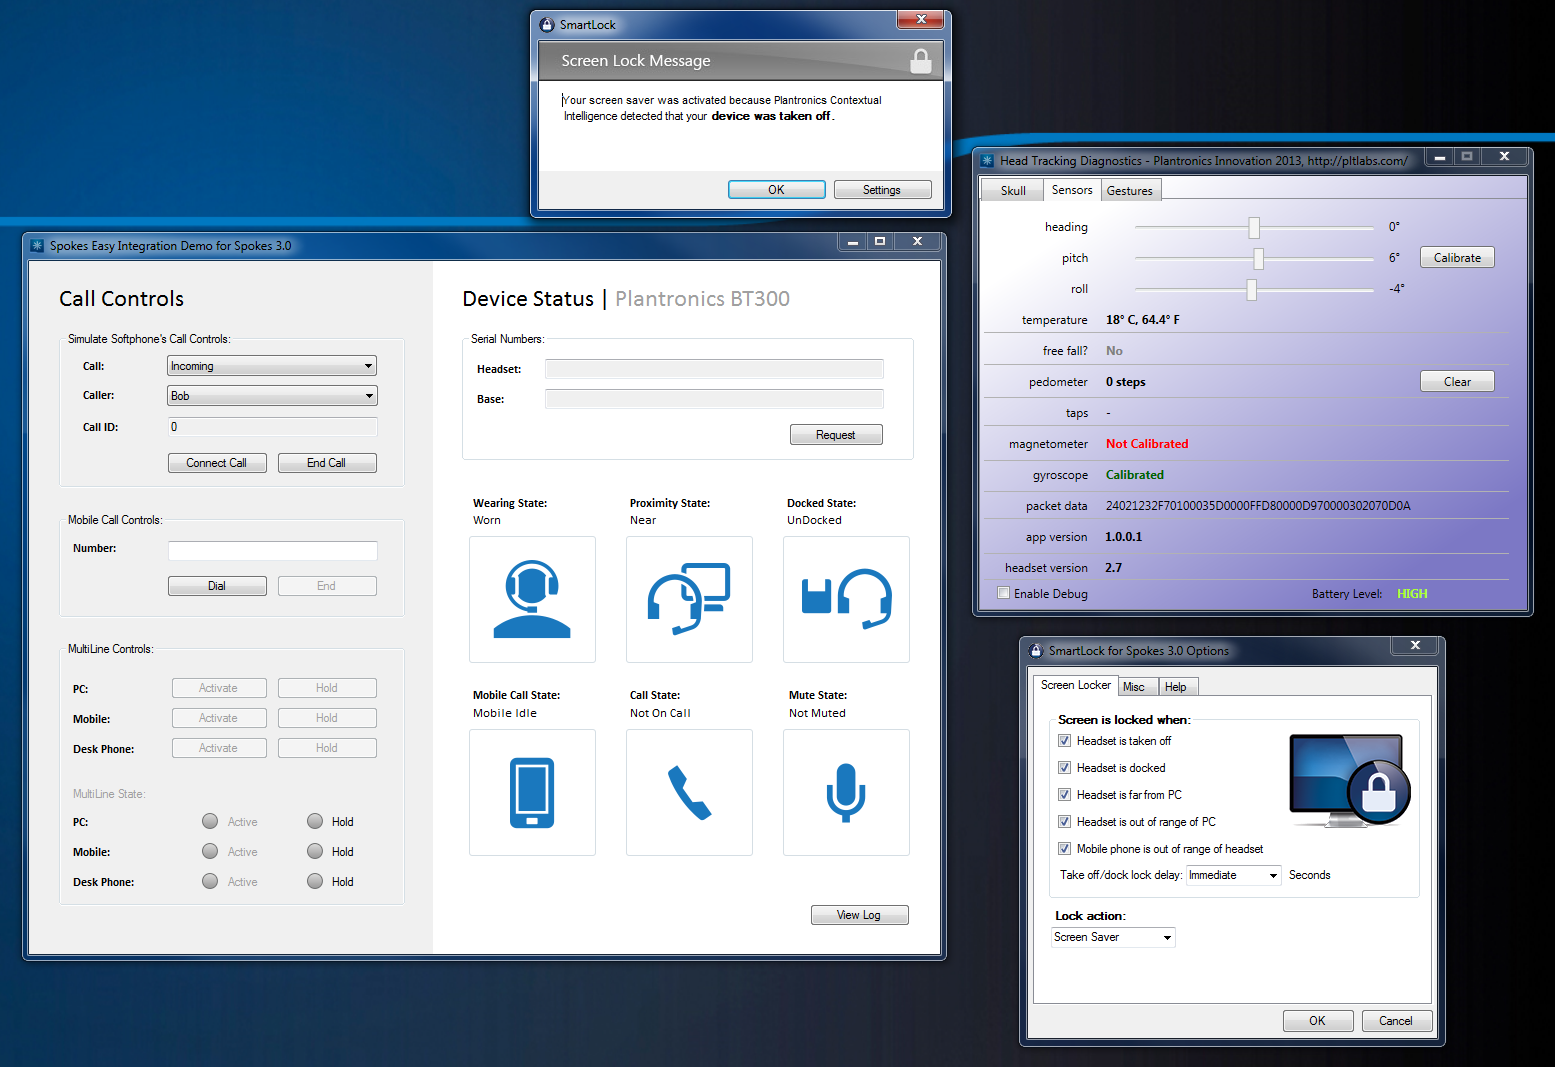 SmartLock
Screen Lock Message
Your screen saver was activated because Plantronics Contextual
Intelligence detected that your device was taken off.
OK
Settings
Spokes Easy Integration Demo for Spokes 3.0
Call Controls
Simulate Softphone's Call Controls:
Call: Incoming
Caller: Bob
Call ID: 0
Connect Call End Call
Mobile Call Controls:
Number:
Dial End
MultiLine Controls:
PC: Activate Hold
Mobile: Activate Hold
Desk Phone: Activate Hold
MultiLine State:
PC: Active Hold
Mobile: Active Hold
Desk Phone: Active Hold
Device Status | Plantronics BT300
Serial Numbers:
Headset:
Base:
Request
Wearing State: Proximity State: Docked State:
Worn Near UnDocked
Mobile Call State: Call State: Mute State:
Mobile Idle Not On Call Not Muted
View Log
Head Tracking Diagnostics - Plantronics Innovation 2013, http://pltlabs.com/
Skull Sensors Gestures
heading 0°
pitch 6° Calibrate
roll -4°
temperature 18° C, 64.4° F
free fall? No
pedometer 0 steps Clear
taps -
magnetometer Not Calibrated
gyroscope Calibrated
packet data 24021232F70100035D0000FFD80000D970000302070D0A
app version 1.0.0.1
headset version 2.7
Enable Debug Battery Level: HIGH
SmartLock for Spokes 3.0 Options
Screen Locker Misc Help
Screen is locked when:
Headset is taken off
Headset is docked
Headset is far from PC
Headset is out of range of PC
Mobile phone is out of range of headset
Take off/dock lock delay: Immediate Seconds
Lock action:
Screen Saver
OK Cancel